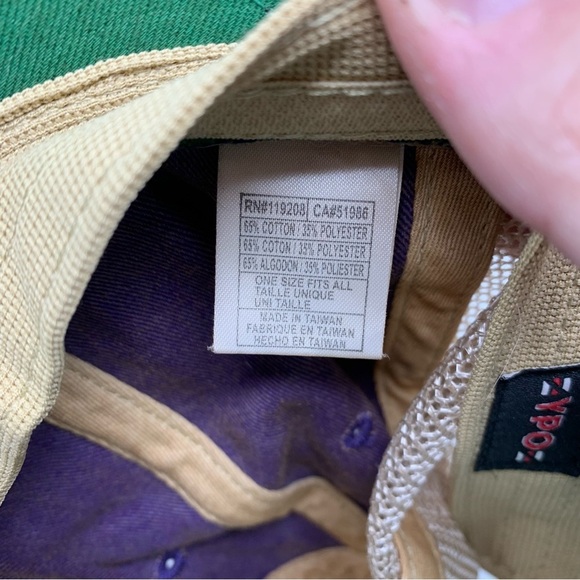 RN#119208 CA#51986
65% COTTON / 35% POLYESTER
65% COTON / 35% POLYESTER
65% ALGODON / 35% POLIESTER
ONE SIZE FITS ALL
TAILLE UNIQUE
UNI TAILLE
MADE IN TAIWAN
FABRIQUE EN TAIWAN
HECHO EN TAIWAN